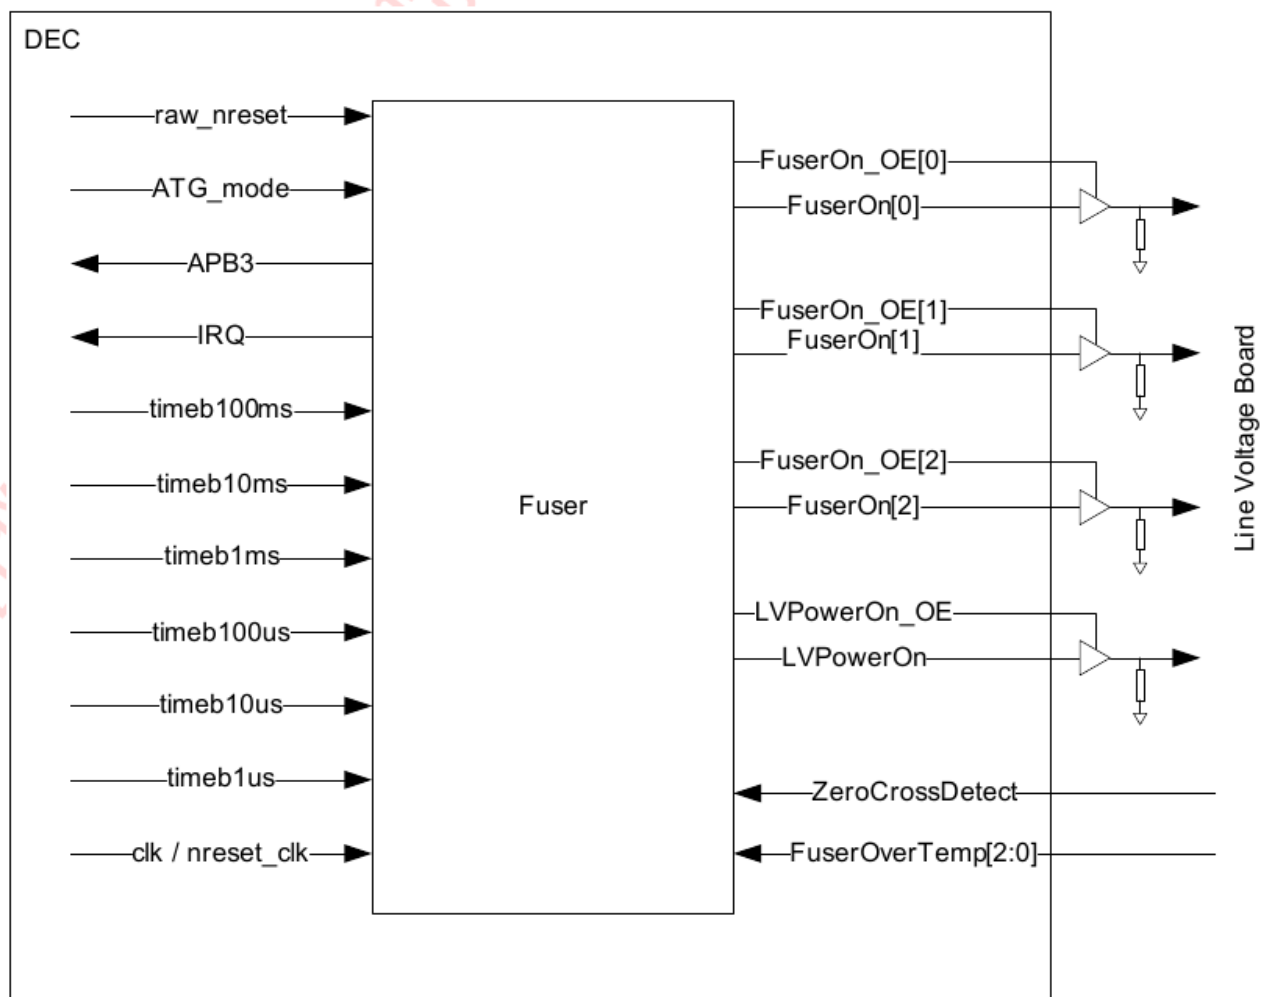 DEC
raw_nreset
ATG_mode
APB3
IRQ
timeb100ms
timeb10ms
timeb1ms
timeb100us
timeb10us
timeb1us
clk / nreset_clk
Fuser
FuserOn_OE[0]
FuserOn[0]
FuserOn_OE[1]
FuserOn[1]
FuserOn_OE[2]
FuserOn[2]
LVPowerOn_OE
LVPowerOn
ZeroCrossDetect
FuserOverTemp[2:0]
Line Voltage Board